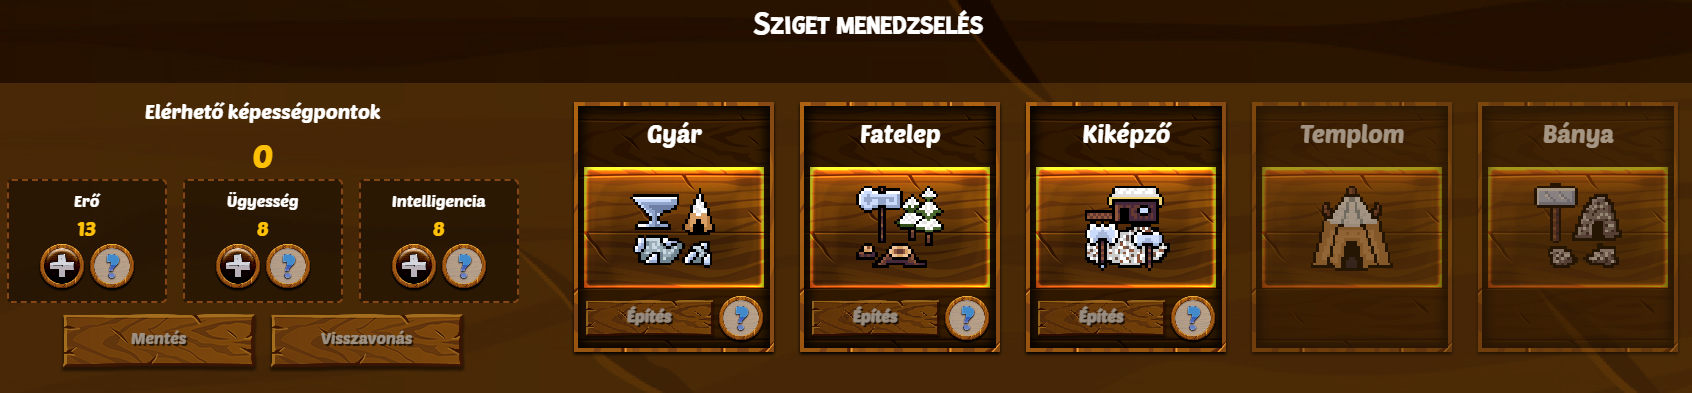 Sziget menedzselés
Elérhető képességpontok
0
Erő
13
?
Ügyesség
8
?
Intelligencia
8
?
Mentés
Visszavonás
Gyár
Építés
?
Fatelep
Építés
?
Kiképző
Építés
?
Templom
Bánya